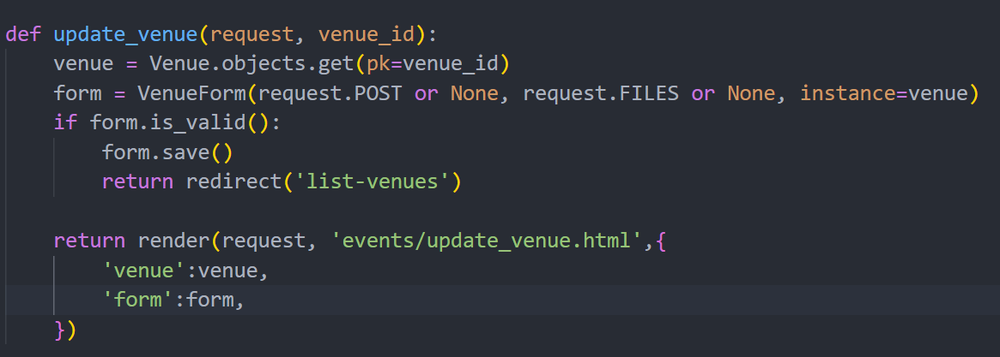 def update_venue(request, venue_id):
    venue = Venue.objects.get(pk=venue_id)
    form = VenueForm(request.POST or None, request.FILES or None, instance=venue)
    if form.is_valid():
        form.save()
        return redirect('list-venues')

    return render(request, 'events/update_venue.html',{
        'venue':venue,
        'form':form,
    })